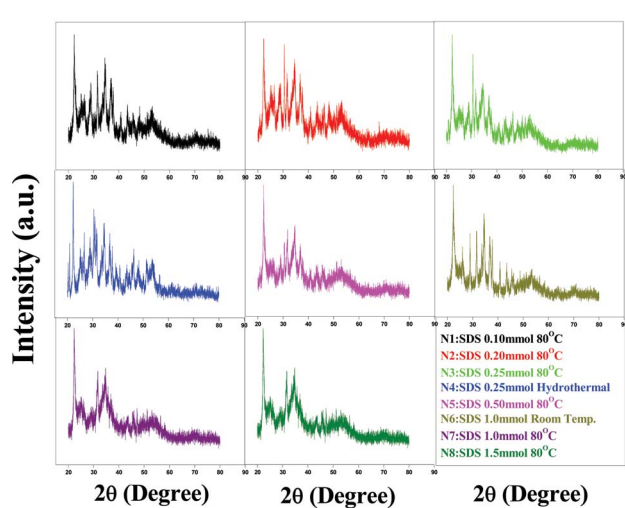 Intensity (a.u.)
20 30 40 50 60 70 80 90
20 30 40 50 60 70 80 90
20 30 40 50 60 70 80 90
20 30 40 50 60 70 80 90
20 30 40 50 60 70 80 90
20 30 40 50 60 70 80 90
N1:SDS 0.10mmol 80°C
N2:SDS 0.20mmol 80°C
N3:SDS 0.25mmol 80°C
N4:SDS 0.25mmol Hydrothermal
N5:SDS 0.50mmol 80°C
N6:SDS 1.0mmol Room Temp.
N7:SDS 1.0mmol 80°C
N8:SDS 1.5mmol 80°C
20 30 40 50 60 70 80 90
20 30 40 50 60 70 80 90
2θ (Degree)
2θ (Degree)
2θ (Degree)